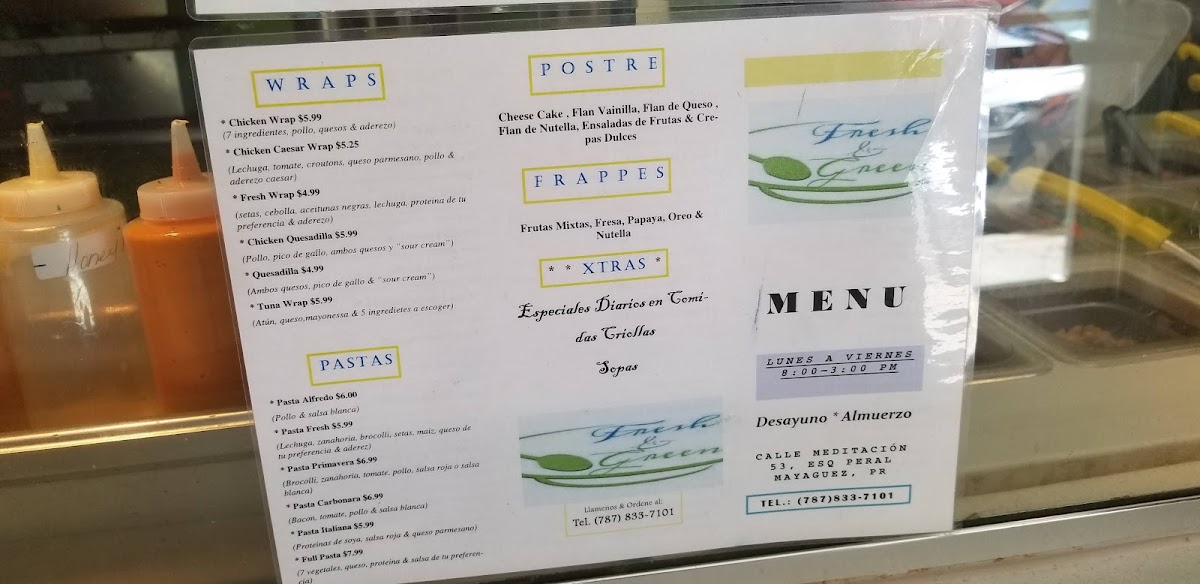 WRAPS
* Chicken Wrap $5.99
(7 ingredientes, pollo, quesos & aderezo)
* Chicken Caesar Wrap $5.25
(Lechuga, tomate, croutons, queso parmesano, pollo &
aderezo caesar)
* Fresh Wrap $4.99
(setas, cebolla, aceitunas negras, lechuga, proteina de tu
preferencia & aderezo)
* Chicken Quesadilla $5.99
(Pollo, pico de gallo, ambos quesos y "sour cream")
* Quesadilla $4.99
(Ambos quesos, pico de gallo & "sour cream")
* Tuna Wrap $5.99
(Atún, queso,mayonessa & 5 ingredietes a escoger)
PASTAS
* Pasta Alfredo $6.00
(Pollo & salsa blanca)
* Pasta Fresh $5.99
(Lechuga, zanahoria, brocolli, setas, maiz, queso de
tu preferencia & aderez)
* Pasta Primavera $6.99
(Brocolli, zanahoria, tomate, pollo, salsa roja o salsa
blanca)
* Pasta Carbonara $6.99
(Bacon, tomate, pollo & salsa blanca)
* Pasta Italiana $5.99
(Proteinas de soya, salsa roja & queso parmesano)
* Full Pasta $7.99
(7 vegetales, queso, proteina & salsa de tu preferen-
cia)
POSTRE
Cheese Cake , Flan Vainilla, Flan de Queso ,
Flan de Nutella, Ensaladas de Frutas & Cre-
pas Dulces
FRAPPES
Frutas Mixtas, Fresa, Papaya, Oreo &
Nutella
* * XTRAS *
Especiales Diarios en Comi-
das Criollas
Sopas
Fresh
&
Green
Llamenos & Ordene al:
Tel. (787) 833-7101
Fresh
&
Green
MENU
LUNES A VIERNES
8:00-3:00 PM
Desayuno * Almuerzo
CALLE MEDITACIÓN
53, ESQ PERAL
MAYAGUEZ, PR
TEL.: (787)833-7101